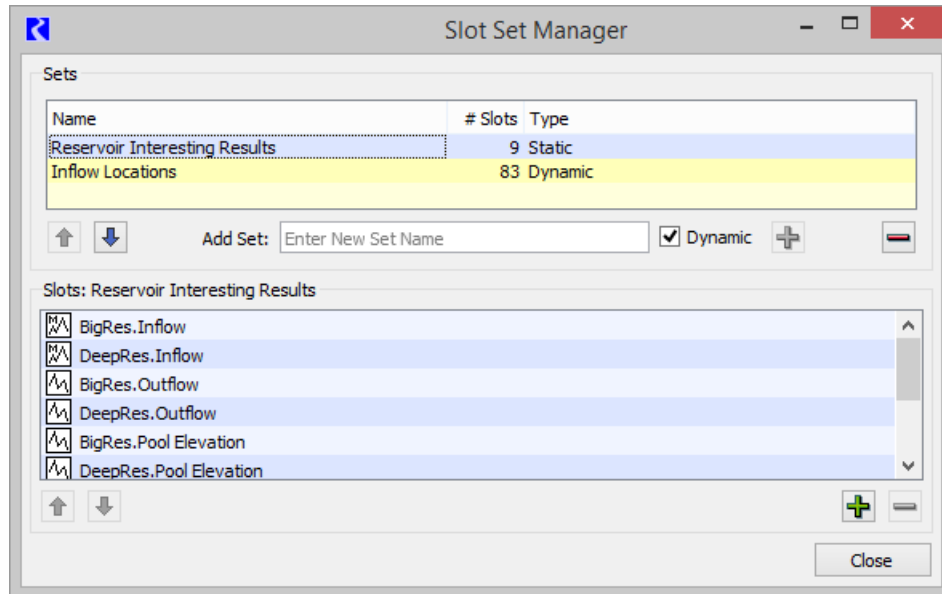 Slot Set Manager
Sets
Name # Slots Type
Reservoir Interesting Results 9 Static
Inflow Locations 83 Dynamic
Add Set: Enter New Set Name Dynamic
Slots: Reservoir Interesting Results
BigRes.Inflow
DeepRes.Inflow
BigRes.Outflow
DeepRes.Outflow
BigRes.Pool Elevation
DeepRes.Pool Elevation
Close